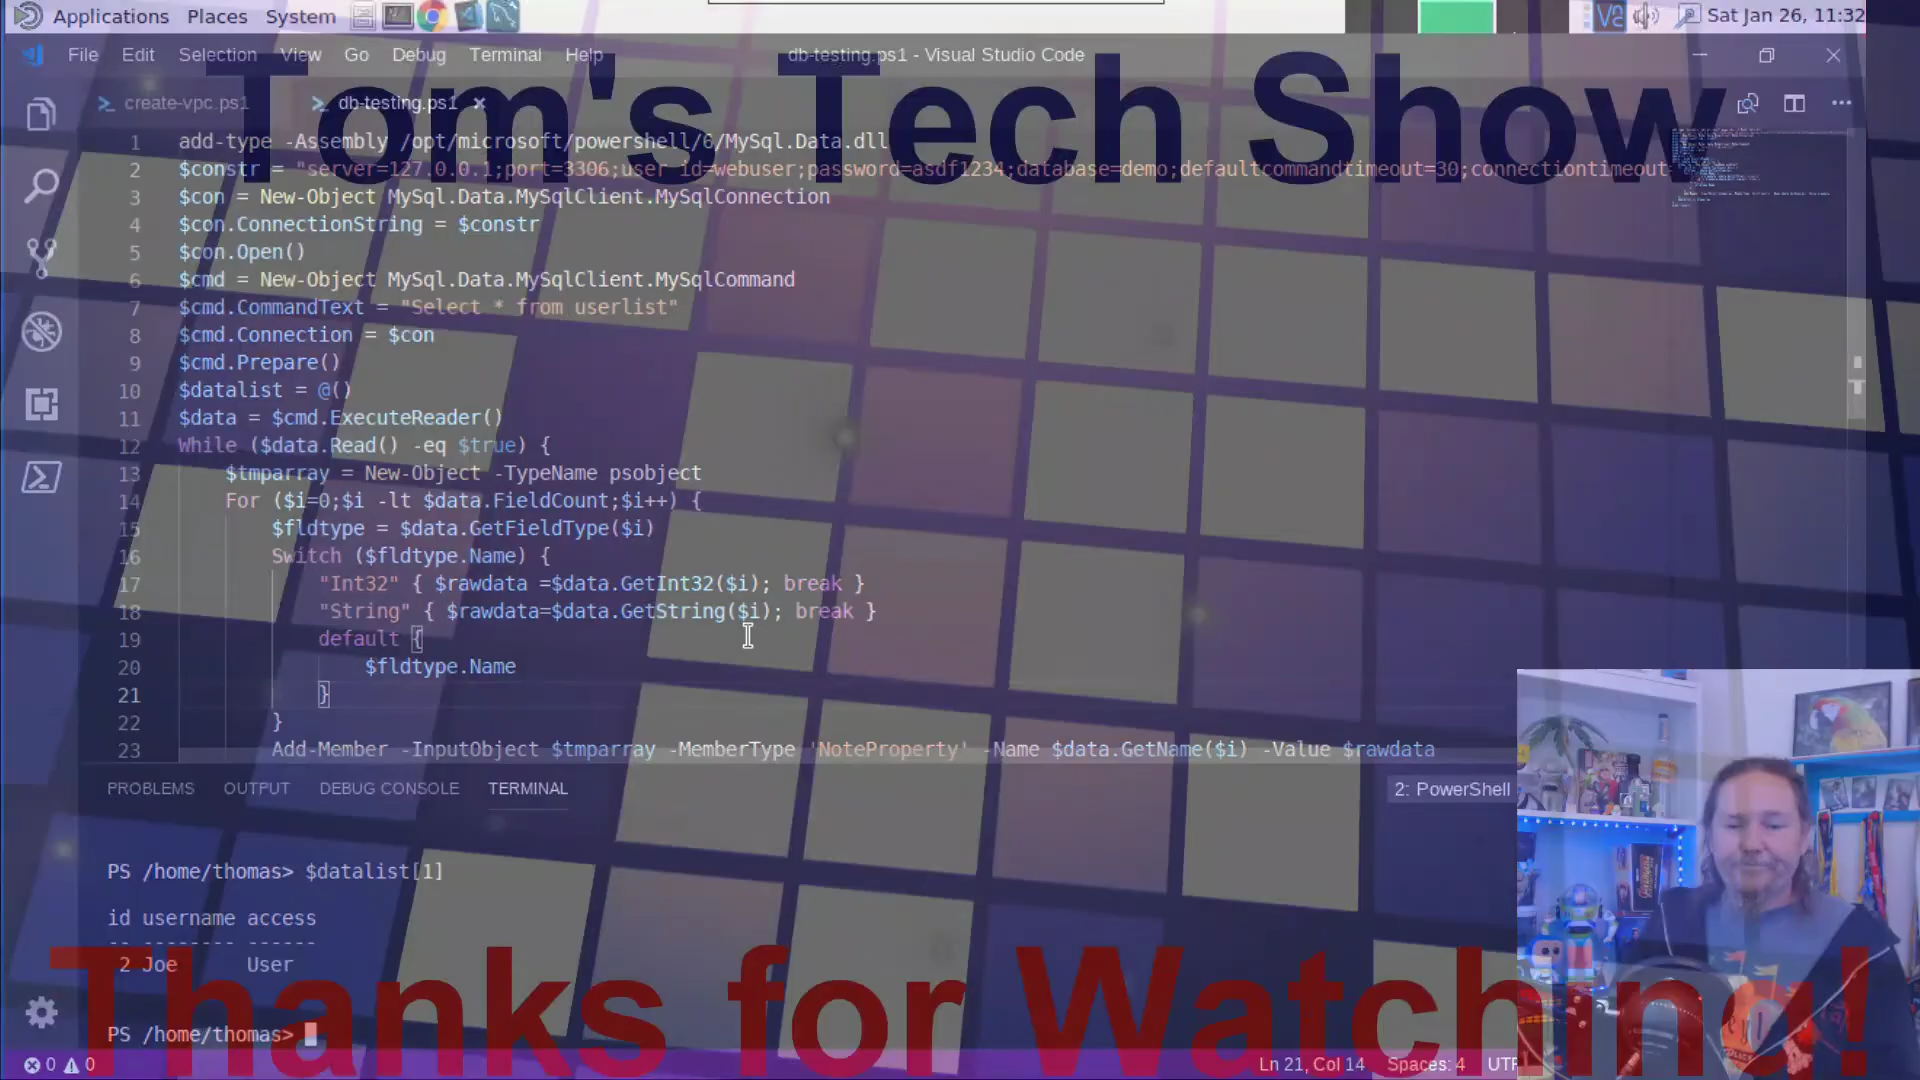 Applications Places System
Sat Jan 26, 11:32
File Edit Selection View Go Debug Terminal Help
db-testing.ps1 - Visual Studio Code
Tom's Tech Show
create-vpc.ps1
db-testing.ps1
1 add-type -Assembly /opt/microsoft/powershell/6/MySql.Data.dll
2 $constr = "server=127.0.0.1;port=3306;user id=webuser;password=asdf1234;database=demo;defaultcommandtimeout=30;connectiontimeout
3 $con = New-Object MySql.Data.MySqlClient.MySqlConnection
4 $con.ConnectionString = $constr
5 $con.Open()
6 $cmd = New-Object MySql.Data.MySqlClient.MySqlCommand
7 $cmd.CommandText = "Select * from userlist"
8 $cmd.Connection = $con
9 $cmd.Prepare()
10 $datalist = @()
11 $data = $cmd.ExecuteReader()
12 While ($data.Read() -eq $true) {
13 $tmparray = New-Object -TypeName psobject
14 For ($i=0;$i -lt $data.FieldCount;$i++) {
15 $fldtype = $data.GetFieldType($i)
16 Switch ($fldtype.Name) {
17 "Int32" { $rawdata =$data.GetInt32($i); break }
18 "String" { $rawdata=$data.GetString($i); break }
19 default {
20 $fldtype.Name
21 }
22 }
23 Add-Member -InputObject $tmparray -MemberType 'NoteProperty' -Name $data.GetName($i) -Value $rawdata
PROBLEMS OUTPUT DEBUG CONSOLE TERMINAL
2: PowerShell
PS /home/thomas> $datalist[1]
id username access
-- -------- ------
2 Joe User
PS /home/thomas>
Thanks for Watching!
0 0
Ln 21, Col 14 Spaces: 4 UTF